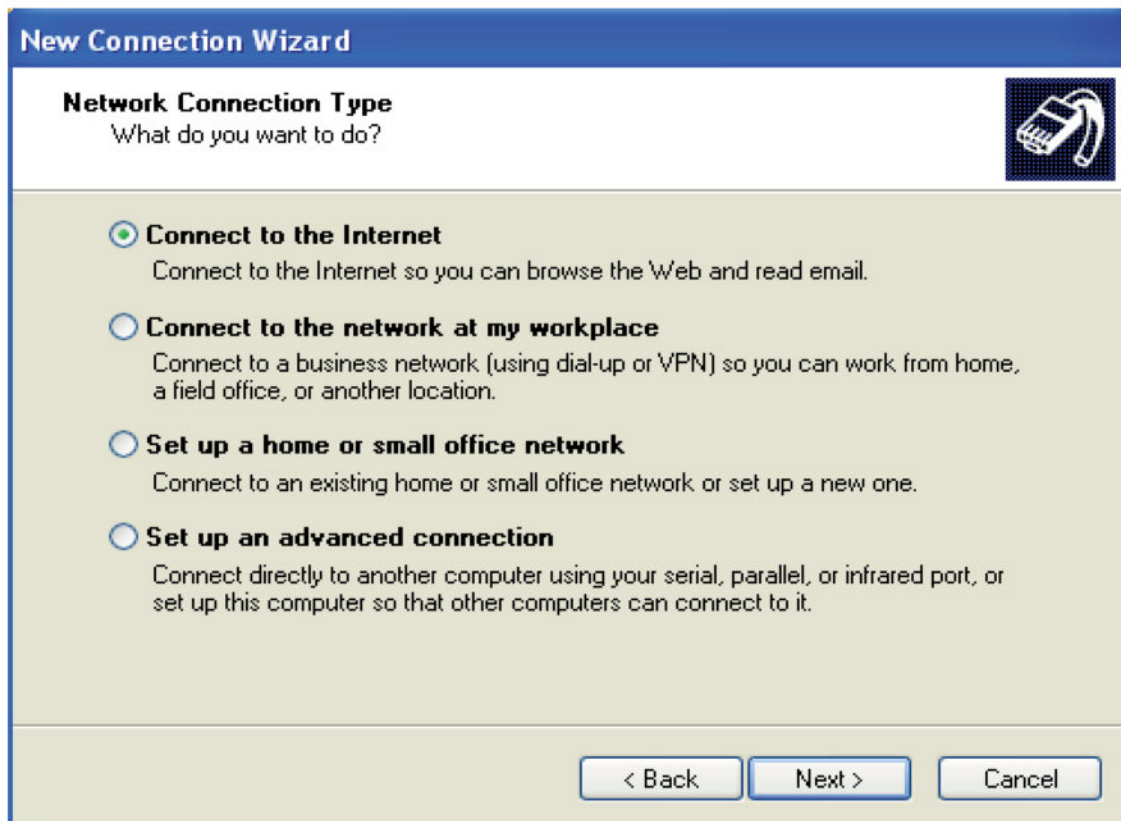 New Connection Wizard
Network Connection Type
What do you want to do?
Connect to the Internet
Connect to the Internet so you can browse the Web and read email.
Connect to the network at my workplace
Connect to a business network (using dial-up or VPN) so you can work from home,
a field office, or another location.
Set up a home or small office network
Connect to an existing home or small office network or set up a new one.
Set up an advanced connection
Connect directly to another computer using your serial, parallel, or infrared port, or
set up this computer so that other computers can connect to it.
< Back Next > Cancel